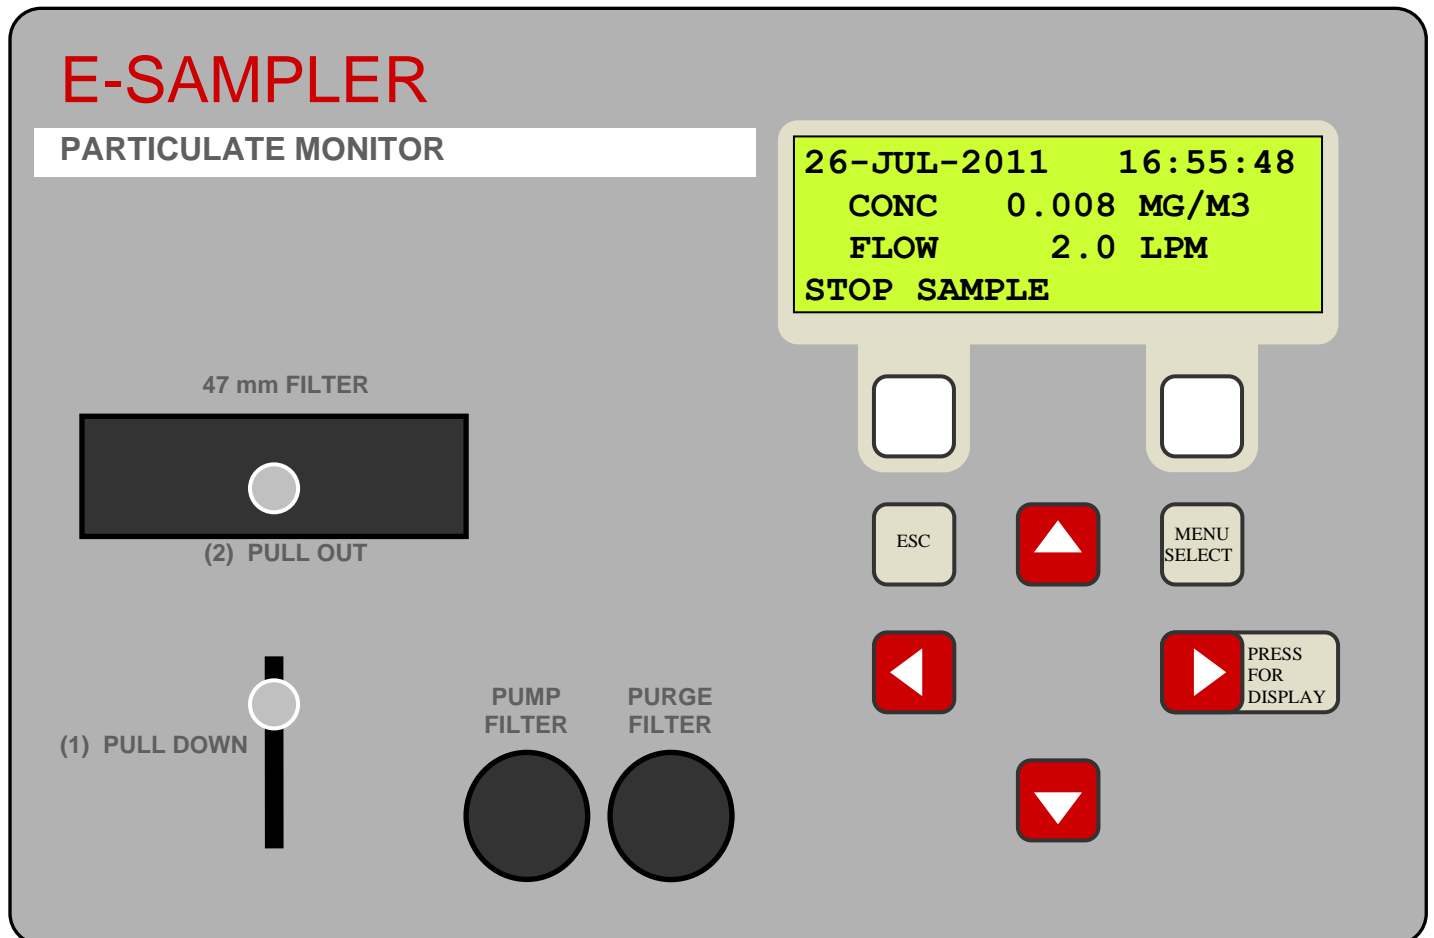 E-SAMPLER
PARTICULATE MONITOR
26-JUL-2011 16:55:48
CONC 0.008 MG/M3
FLOW 2.0 LPM
STOP SAMPLE
47 mm FILTER
(2) PULL OUT
ESC
MENU
SELECT
PRESS
FOR
DISPLAY
(1) PULL DOWN
PUMP
FILTER
PURGE
FILTER